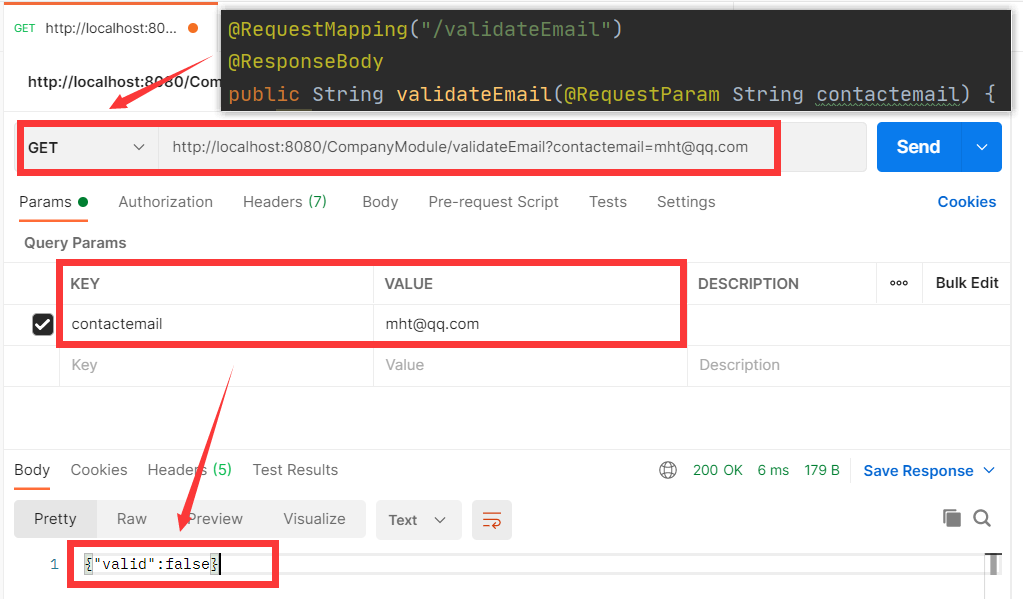 GET http://localhost:80...
@RequestMapping("/validateEmail")
@ResponseBody
public String validateEmail(@RequestParam String contactemail) {
http://localhost:8080/Com
GET http://localhost:8080/CompanyModule/validateEmail?contactemail=mht@qq.com Send
Params Authorization Headers (7) Body Pre-request Script Tests Settings Cookies
Query Params
KEY VALUE DESCRIPTION ooo Bulk Edit
contactemail mht@qq.com
Key Value Description
Body Cookies Headers (5) Test Results 200 OK 6 ms 179 B Save Response
Pretty Raw Preview Visualize Text
1 {"valid":false}